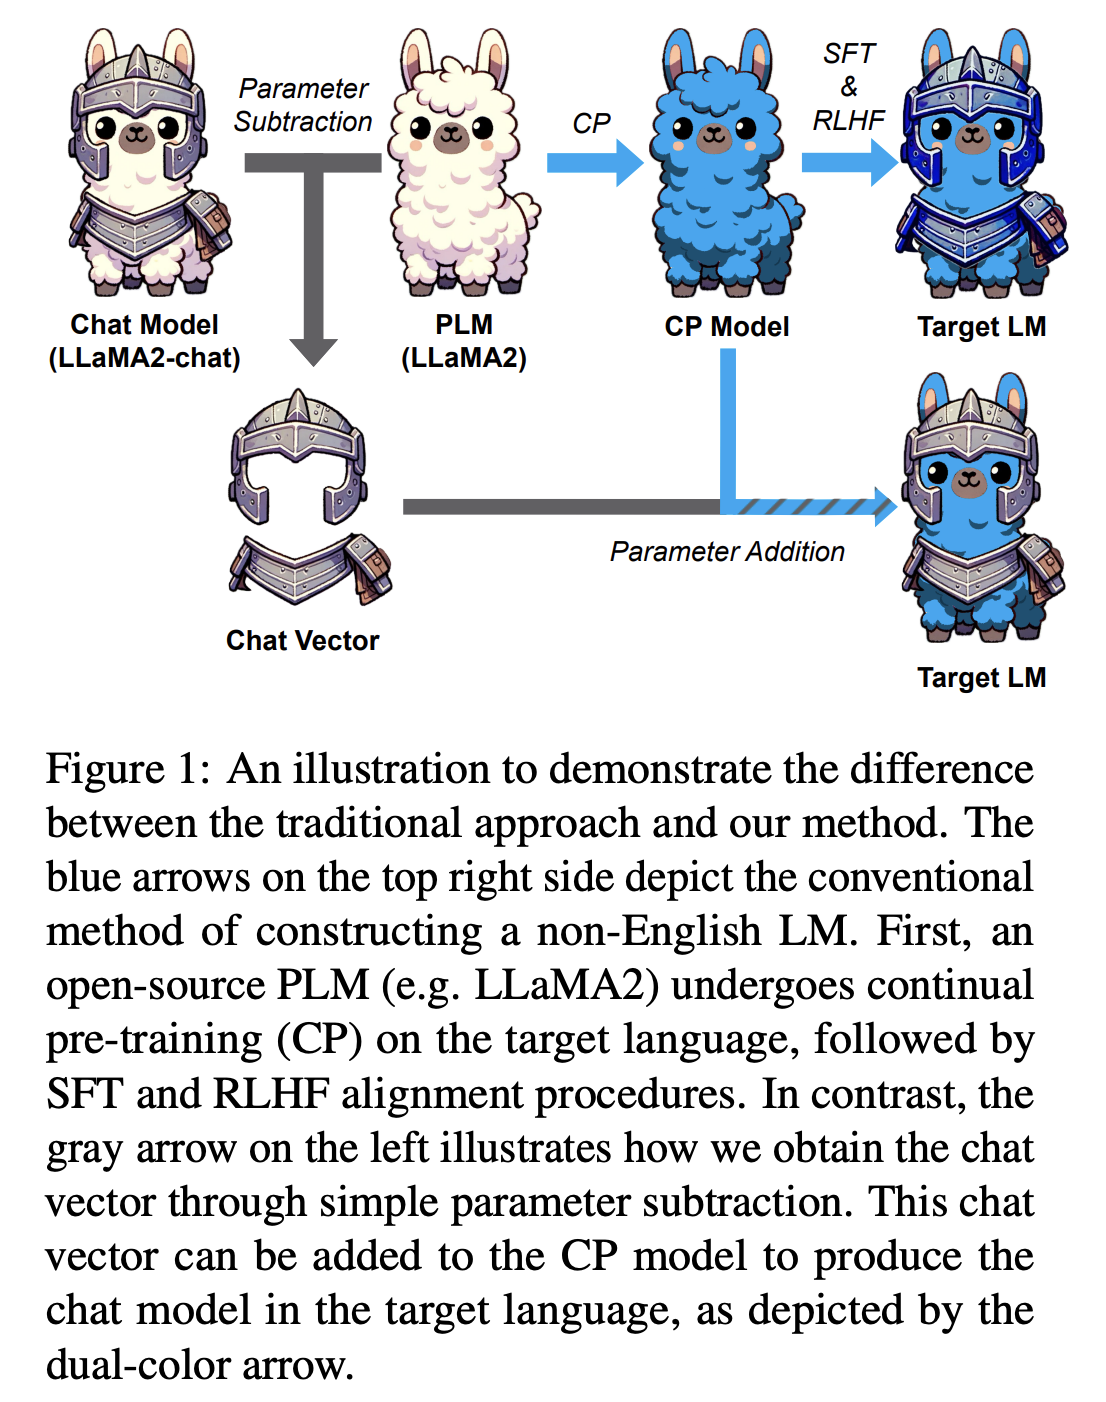 Parameter
Subtraction
CP
SFT
&
RLHF
Chat Model
(LLaMA2-chat)
PLM
(LLaMA2)
CP Model
Target LM
Parameter Addition
Chat Vector
Target LM
Figure 1: An illustration to demonstrate the difference
between the traditional approach and our method. The
blue arrows on the top right side depict the conventional
method of constructing a non-English LM. First, an
open-source PLM (e.g. LLaMA2) undergoes continual
pre-training (CP) on the target language, followed by
SFT and RLHF alignment procedures. In contrast, the
gray arrow on the left illustrates how we obtain the chat
vector through simple parameter subtraction. This chat
vector can be added to the CP model to produce the
chat model in the target language, as depicted by the
dual-color arrow.